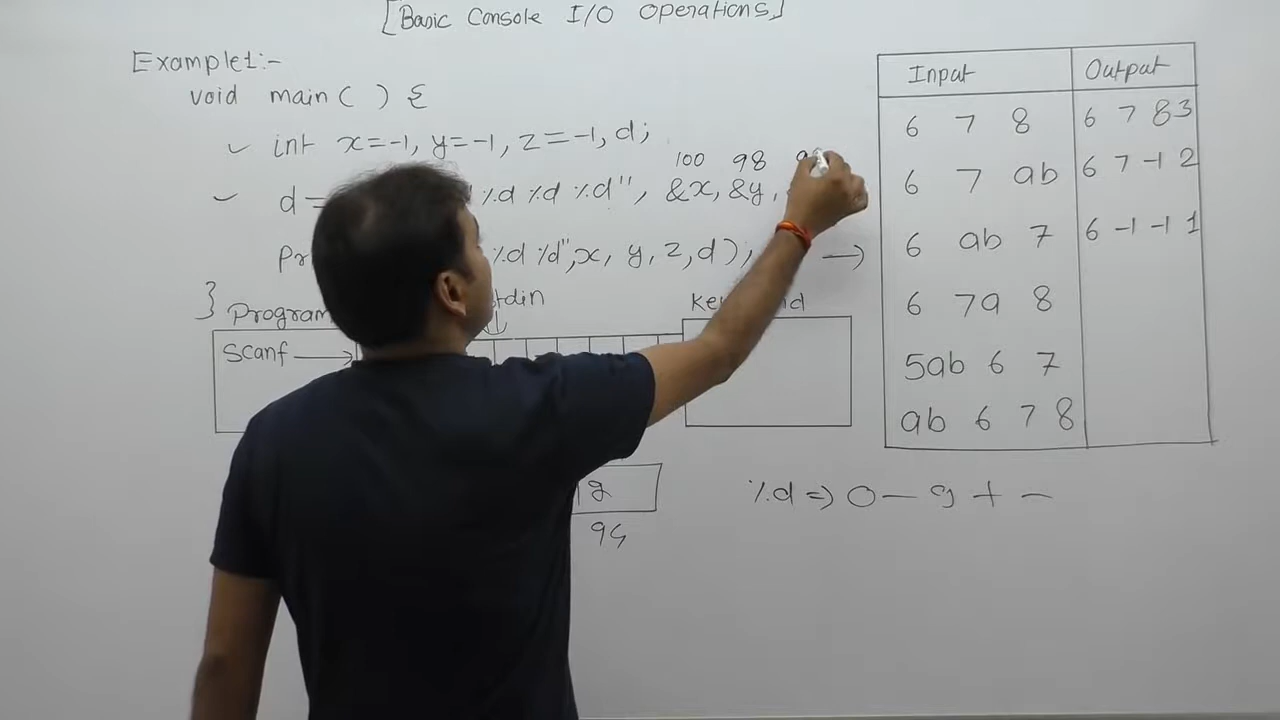 [Basic Console I/O Operations]
Example1:-
void main( ) {
int x=-1, y=-1, z=-1, d;
100 98
d= %d %d %d", &x, &y,
Pr %d %d",x, y, z, d);
}
Program
stdin
scanf
94
Input Output
6 7 8 6 7 8 3
6 7 ab 6 7 -1 2
6 ab 7 6 -1 -1 1
6 7a 8
5ab 6 7
ab 6 7 8
%d => 0 - 9 + -